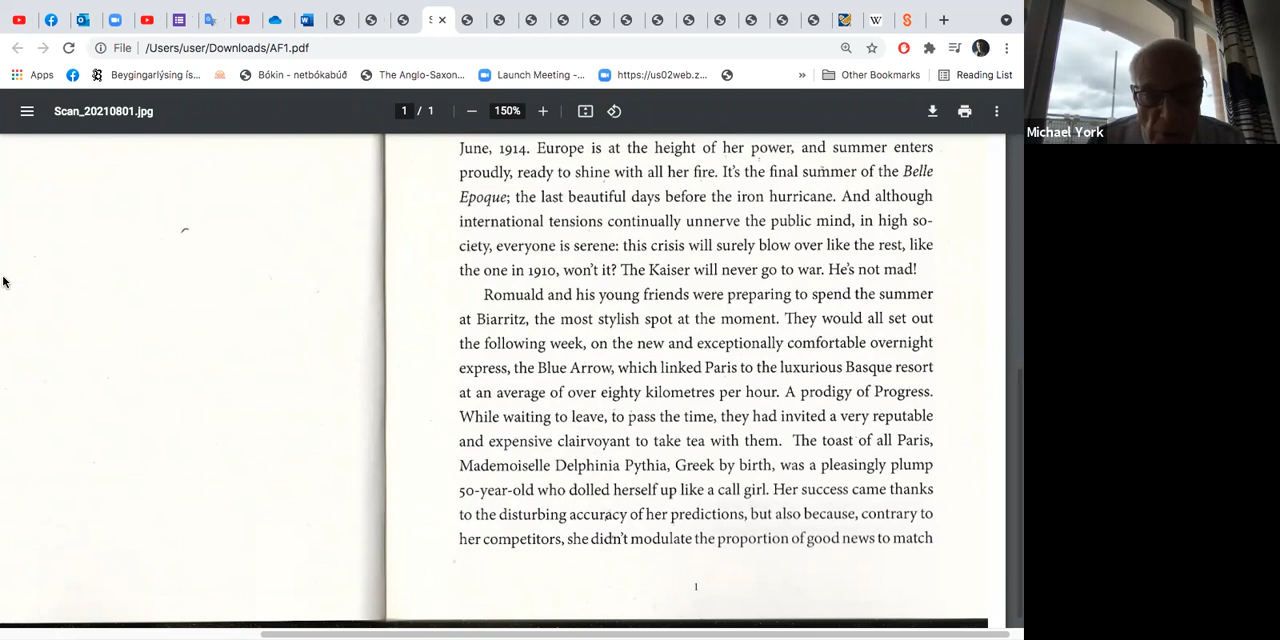 File
/Users/user/Downloads/AF1.pdf
Apps
Beygingarlýsing ís...
Bókin - netbókabúð
The Anglo-Saxon...
Launch Meeting -...
https://us02web.z...
»
Other Bookmarks
Reading List
Scan_20210801.jpg
1 / 1
150%
Michael York
June, 1914. Europe is at the height of her power, and summer enters
proudly, ready to shine with all her fire. It's the final summer of the Belle
Epoque; the last beautiful days before the iron hurricane. And although
international tensions continually unnerve the public mind, in high so-
ciety, everyone is serene: this crisis will surely blow over like the rest, like
the one in 1910, won't it? The Kaiser will never go to war. He's not mad!
Romuald and his young friends were preparing to spend the summer
at Biarritz, the most stylish spot at the moment. They would all set out
the following week, on the new and exceptionally comfortable overnight
express, the Blue Arrow, which linked Paris to the luxurious Basque resort
at an average of over eighty kilometres per hour. A prodigy of Progress.
While waiting to leave, to pass the time, they had invited a very reputable
and expensive clairvoyant to take tea with them. The toast of all Paris,
Mademoiselle Delphinia Pythia, Greek by birth, was a pleasingly plump
50-year-old who dolled herself up like a call girl. Her success came thanks
to the disturbing accuracy of her predictions, but also because, contrary to
her competitors, she didn't modulate the proportion of good news to match
1